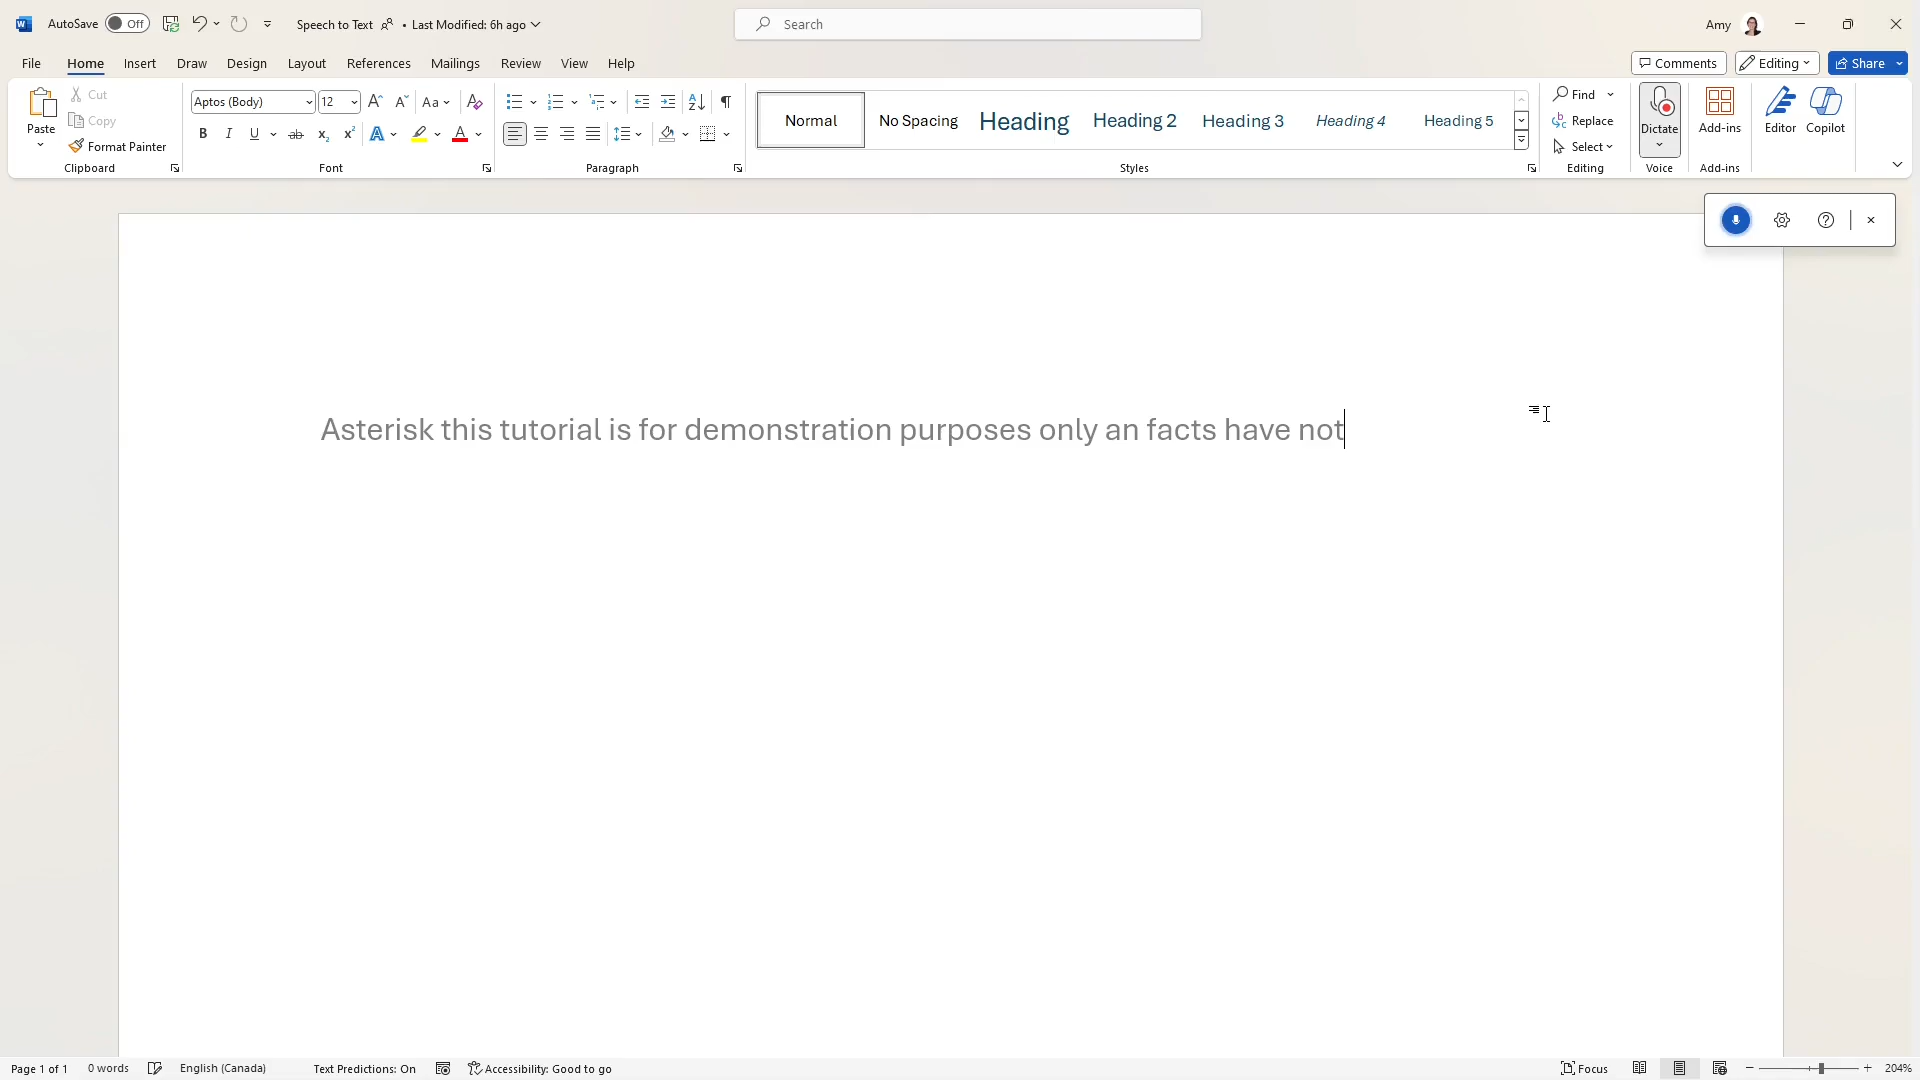 AutoSave Off Speech to Text • Last Modified: 6h ago Search Amy
File Home Insert Draw Design Layout References Mailings Review View Help Comments Editing Share
Paste Cut Copy Format Painter Clipboard
Aptos (Body) 12 Aa
B I U ab x₂ x² A A
Font
Paragraph
Normal No Spacing Heading Heading 2 Heading 3 Heading 4 Heading 5
Styles
Find Replace Select Editing
Dictate Voice
Add-ins Add-ins
Editor Copilot
Asterisk this tutorial is for demonstration purposes only an facts have not
Page 1 of 1 0 words English (Canada) Text Predictions: On Accessibility: Good to go Focus 204%